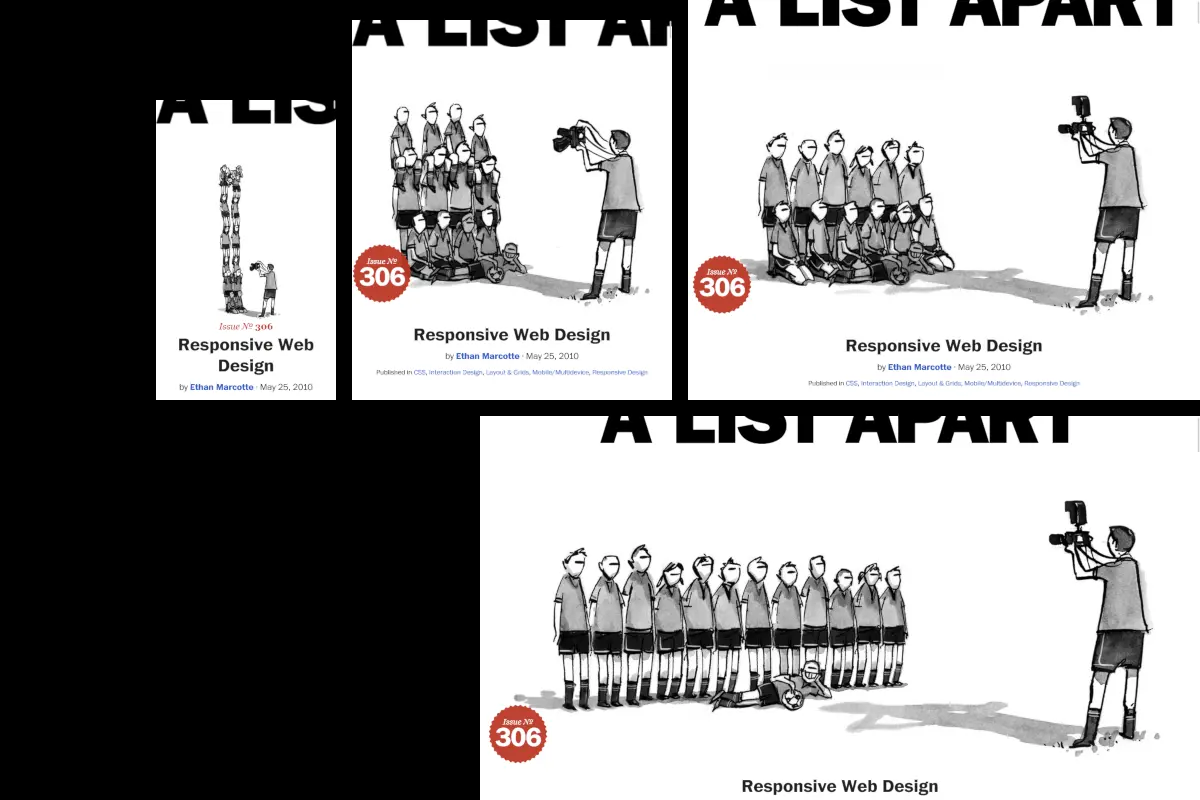 A LIS
Issue № 306
Responsive Web
Design
by Ethan Marcotte · May 25, 2010
A LIST AP
Issue №
306
Responsive Web Design
by Ethan Marcotte · May 25, 2010
Published in CSS, Interaction Design, Layout & Grids, Mobile/Multidevice, Responsive Design
A LIST APART
Issue №
306
Responsive Web Design
by Ethan Marcotte · May 25, 2010
Published in CSS, Interaction Design, Layout & Grids, Mobile/Multidevice, Responsive Design
A LIST APART
Issue №
306
Responsive Web Design